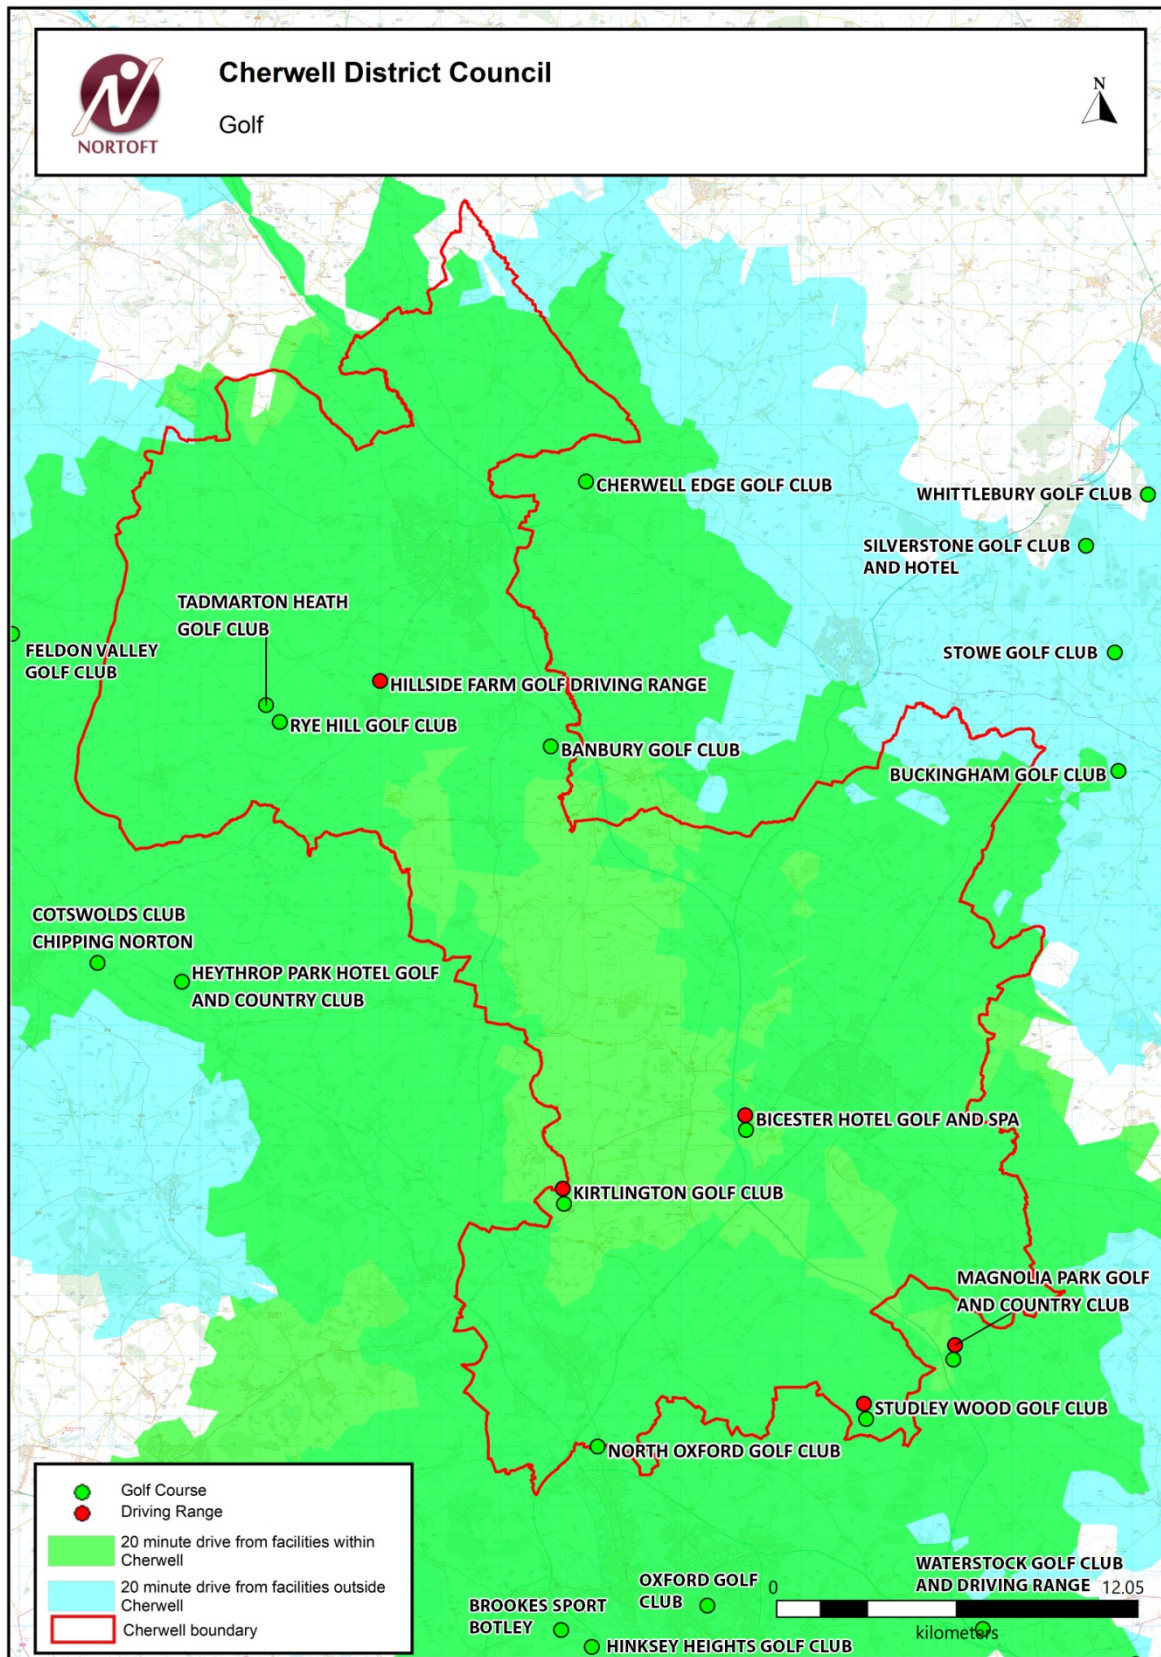 Cherwell District Council
Golf
NORTOFT
N
CHERWELL EDGE GOLF CLUB
WHITTLEBURY GOLF CLUB
SILVERSTONE GOLF CLUB
AND HOTEL
TADMARTON HEATH
GOLF CLUB
FELDON VALLEY
GOLF CLUB
STOWE GOLF CLUB
HILLSIDE FARM GOLF DRIVING RANGE
RYE HILL GOLF CLUB
BANBURY GOLF CLUB
BUCKINGHAM GOLF CLUB
COTSWOLDS CLUB
CHIPPING NORTON
HEYTHROP PARK HOTEL GOLF
AND COUNTRY CLUB
BICESTER HOTEL GOLF AND SPA
KIRTLINGTON GOLF CLUB
MAGNOLIA PARK GOLF
AND COUNTRY CLUB
STUDLEY WOOD GOLF CLUB
NORTH OXFORD GOLF CLUB
Golf Course
Driving Range
20 minute drive from facilities within
Cherwell
20 minute drive from facilities outside
Cherwell
Cherwell boundary
WATERSTOCK GOLF CLUB
AND DRIVING RANGE
OXFORD GOLF
CLUB
0 12.05
kilometers
BROOKES SPORT
BOTLEY
HINKSEY HEIGHTS GOLF CLUB